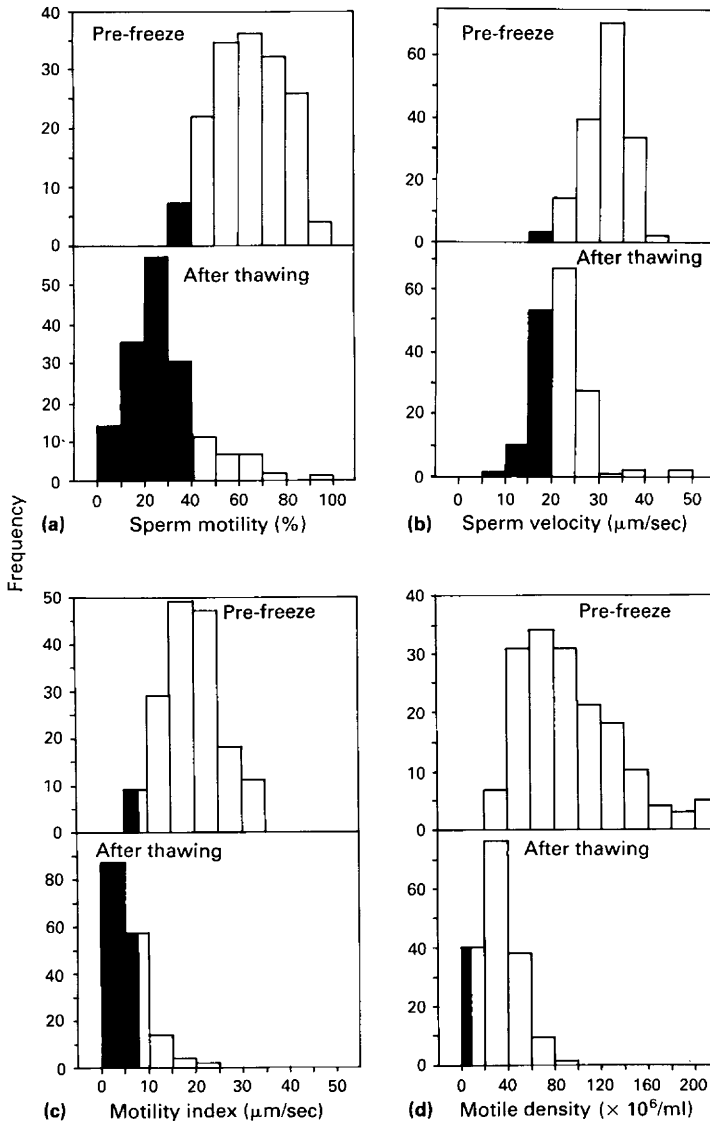 Frequency
40
30
20
10
0
Pre-freeze
50
40
30
20
10
0
After thawing
0 20 40 60 80 100
(a) Sperm motility (%)
60
40
20
0
Pre-freeze
60
40
20
0
After thawing
0 10 20 30 40 50
(b) Sperm velocity (μm/sec)
50
40
30
20
10
0
Pre-freeze
80
60
40
20
0
After thawing
0 10 20 30 40 50
(c) Motility index (μm/sec)
40
30
20
10
0
Pre-freeze
60
40
20
0
After thawing
0 40 80 120 160 200
(d) Motile density (× 10⁶/ml)